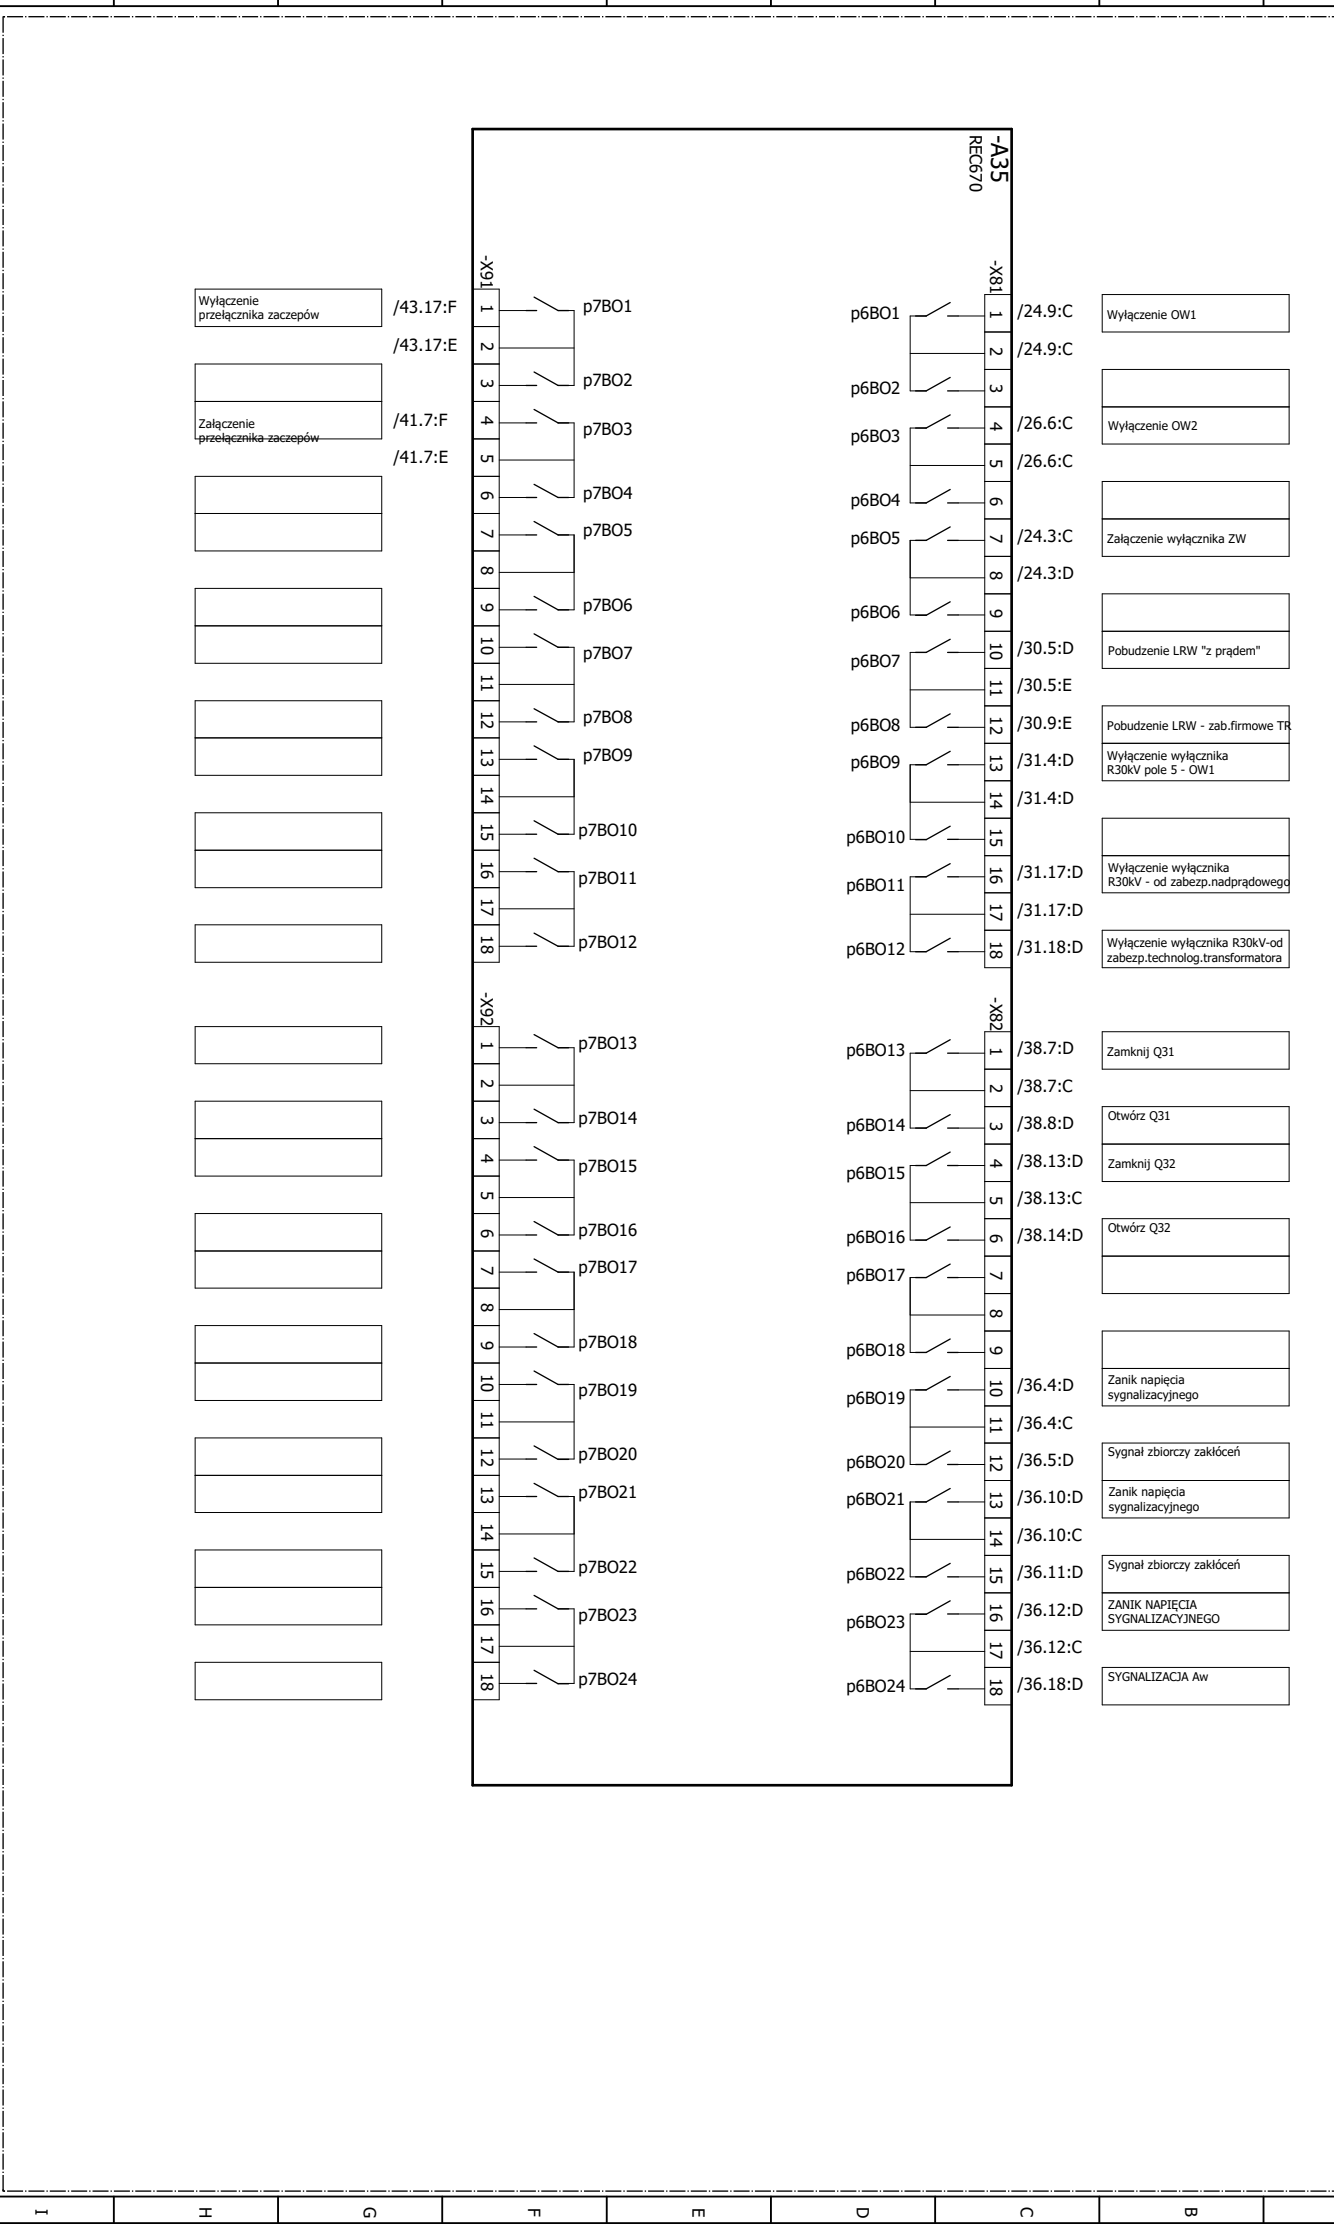 -A35
REC670
-X91
Wyłączenie
przełącznika zaczepów
/43.17:F
1
p7BO1
/43.17:E
2
3
p7BO2
Załączenie
przełącznika zaczepów
/41.7:F
4
p7BO3
/41.7:E
5
6
p7BO4
7
p7BO5
8
9
p7BO6
10
p7BO7
11
12
p7BO8
13
p7BO9
14
15
p7BO10
16
p7BO11
17
18
p7BO12
-X92
1
p7BO13
2
3
p7BO14
4
p7BO15
5
6
p7BO16
7
p7BO17
8
9
p7BO18
10
p7BO19
11
12
p7BO20
13
p7BO21
14
15
p7BO22
16
p7BO23
17
18
p7BO24
-X81
p6BO1
1
/24.9:C
Wyłączenie OW1
2
/24.9:C
p6BO2
3
p6BO3
4
/26.6:C
Wyłączenie OW2
5
/26.6:C
p6BO4
6
p6BO5
7
/24.3:C
Załączenie wyłącznika ZW
8
/24.3:D
p6BO6
9
p6BO7
10
/30.5:D
Pobudzenie LRW "z prądem"
11
/30.5:E
p6BO8
12
/30.9:E
Pobudzenie LRW - zab.firmowe TR
p6BO9
13
/31.4:D
Wyłączenie wyłącznika
R30kV pole 5 - OW1
14
/31.4:D
p6BO10
15
p6BO11
16
/31.17:D
Wyłączenie wyłącznika
R30kV - od zabezp.nadprądowego
17
/31.17:D
p6BO12
18
/31.18:D
Wyłączenie wyłącznika R30kV-od
zabezp.technolog.transformatora
-X82
p6BO13
1
/38.7:D
Zamknij Q31
2
/38.7:C
p6BO14
3
/38.8:D
Otwórz Q31
p6BO15
4
/38.13:D
Zamknij Q32
5
/38.13:C
p6BO16
6
/38.14:D
Otwórz Q32
p6BO17
7
8
p6BO18
9
p6BO19
10
/36.4:D
Zanik napięcia
sygnalizacyjnego
11
/36.4:C
p6BO20
12
/36.5:D
Sygnał zbiorczy zakłóceń
p6BO21
13
/36.10:D
Zanik napięcia
sygnalizacyjnego
14
/36.10:C
p6BO22
15
/36.11:D
Sygnał zbiorczy zakłóceń
p6BO23
16
/36.12:D
ZANIK NAPIĘCIA
SYGNALIZACYJNEGO
17
/36.12:C
p6BO24
18
/36.18:D
SYGNALIZACJA Aw
I
H
G
F
E
D
C
B